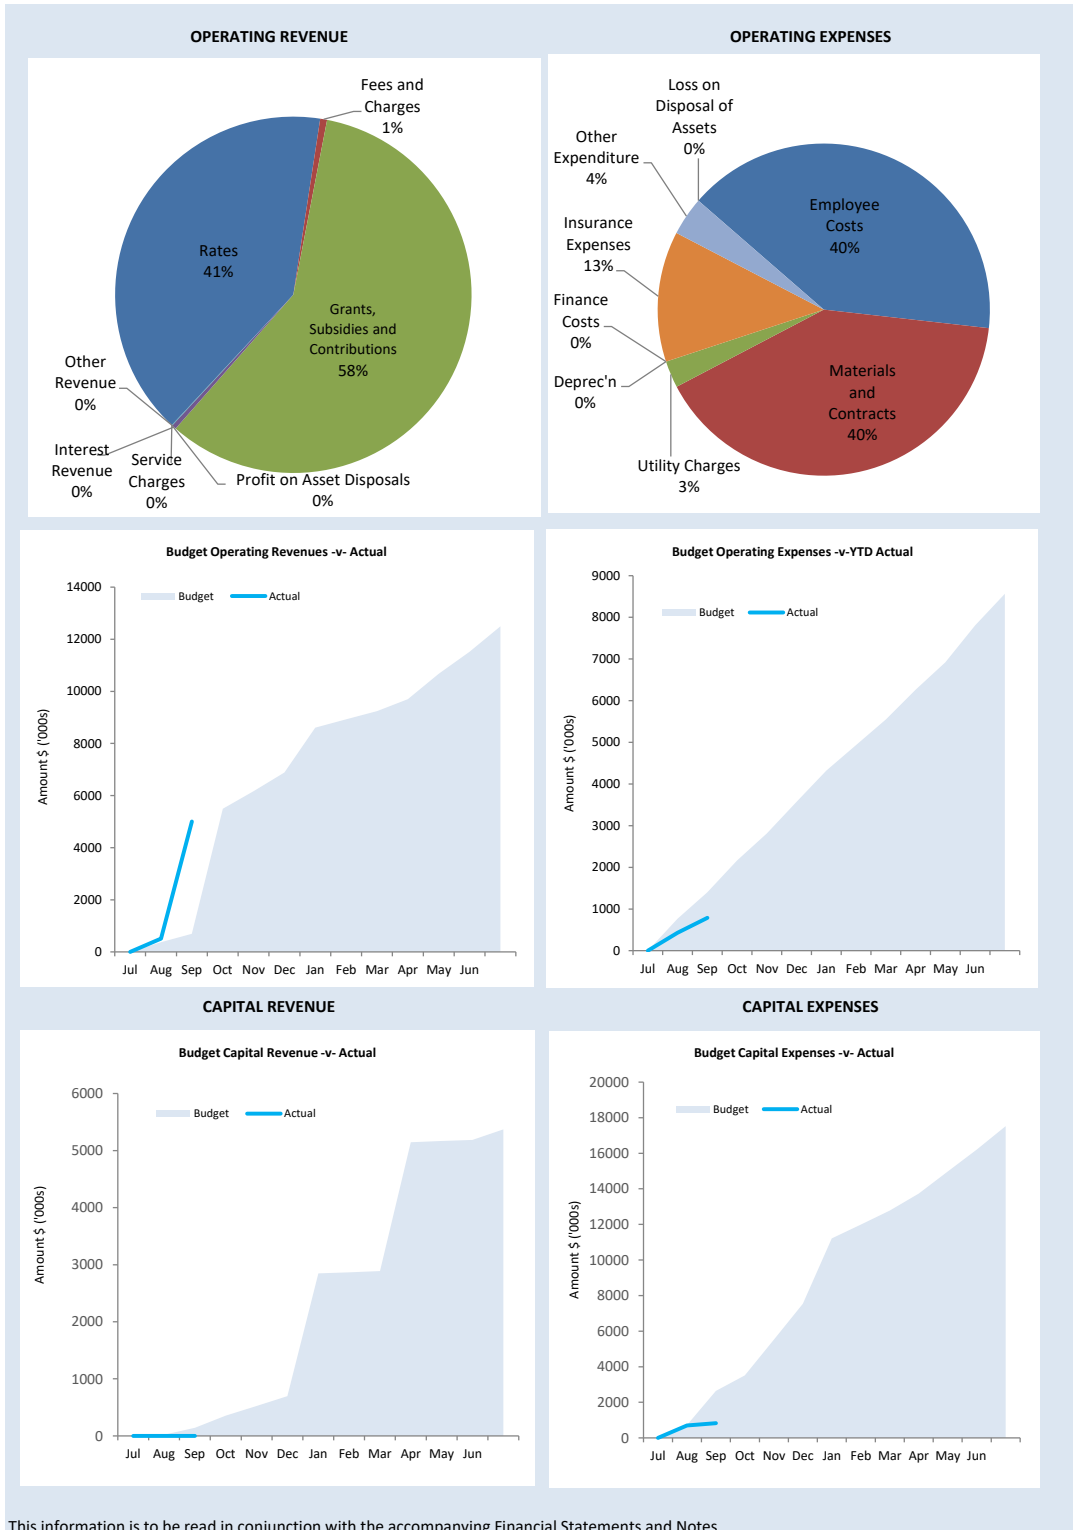 OPERATING REVENUE
Fees and
Charges
1%
Rates
41%
Grants,
Subsidies and
Contributions
58%
Other
Revenue
0%
Interest
Revenue
0%
Service
Charges
0%
Profit on Asset Disposals
0%
OPERATING EXPENSES
Loss on
Disposal of
Assets
0%
Other
Expenditure
4%
Employee
Costs
40%
Insurance
Expenses
13%
Finance
Costs
0%
Deprec'n
0%
Materials
and
Contracts
40%
Utility Charges
3%
Budget Operating Revenues -v- Actual
Budget Actual
14000
12000
10000
8000
6000
4000
2000
0
Amount $ ('000s)
Jul Aug Sep Oct Nov Dec Jan Feb Mar Apr May Jun
Budget Operating Expenses -v-YTD Actual
Budget Actual
9000
8000
7000
6000
5000
4000
3000
2000
1000
0
Amount $ ('000s)
Jul Aug Sep Oct Nov Dec Jan Feb Mar Apr May Jun
CAPITAL REVENUE
Budget Capital Revenue -v- Actual
Budget Actual
6000
5000
4000
3000
2000
1000
0
Amount $ ('000s)
Jul Aug Sep Oct Nov Dec Jan Feb Mar Apr May Jun
CAPITAL EXPENSES
Budget Capital Expenses -v- Actual
Budget Actual
20000
18000
16000
14000
12000
10000
8000
6000
4000
2000
0
Amount $ ('000s)
Jul Aug Sep Oct Nov Dec Jan Feb Mar Apr May Jun
This information is to be read in conjunction with the accompanying Financial Statements and Notes